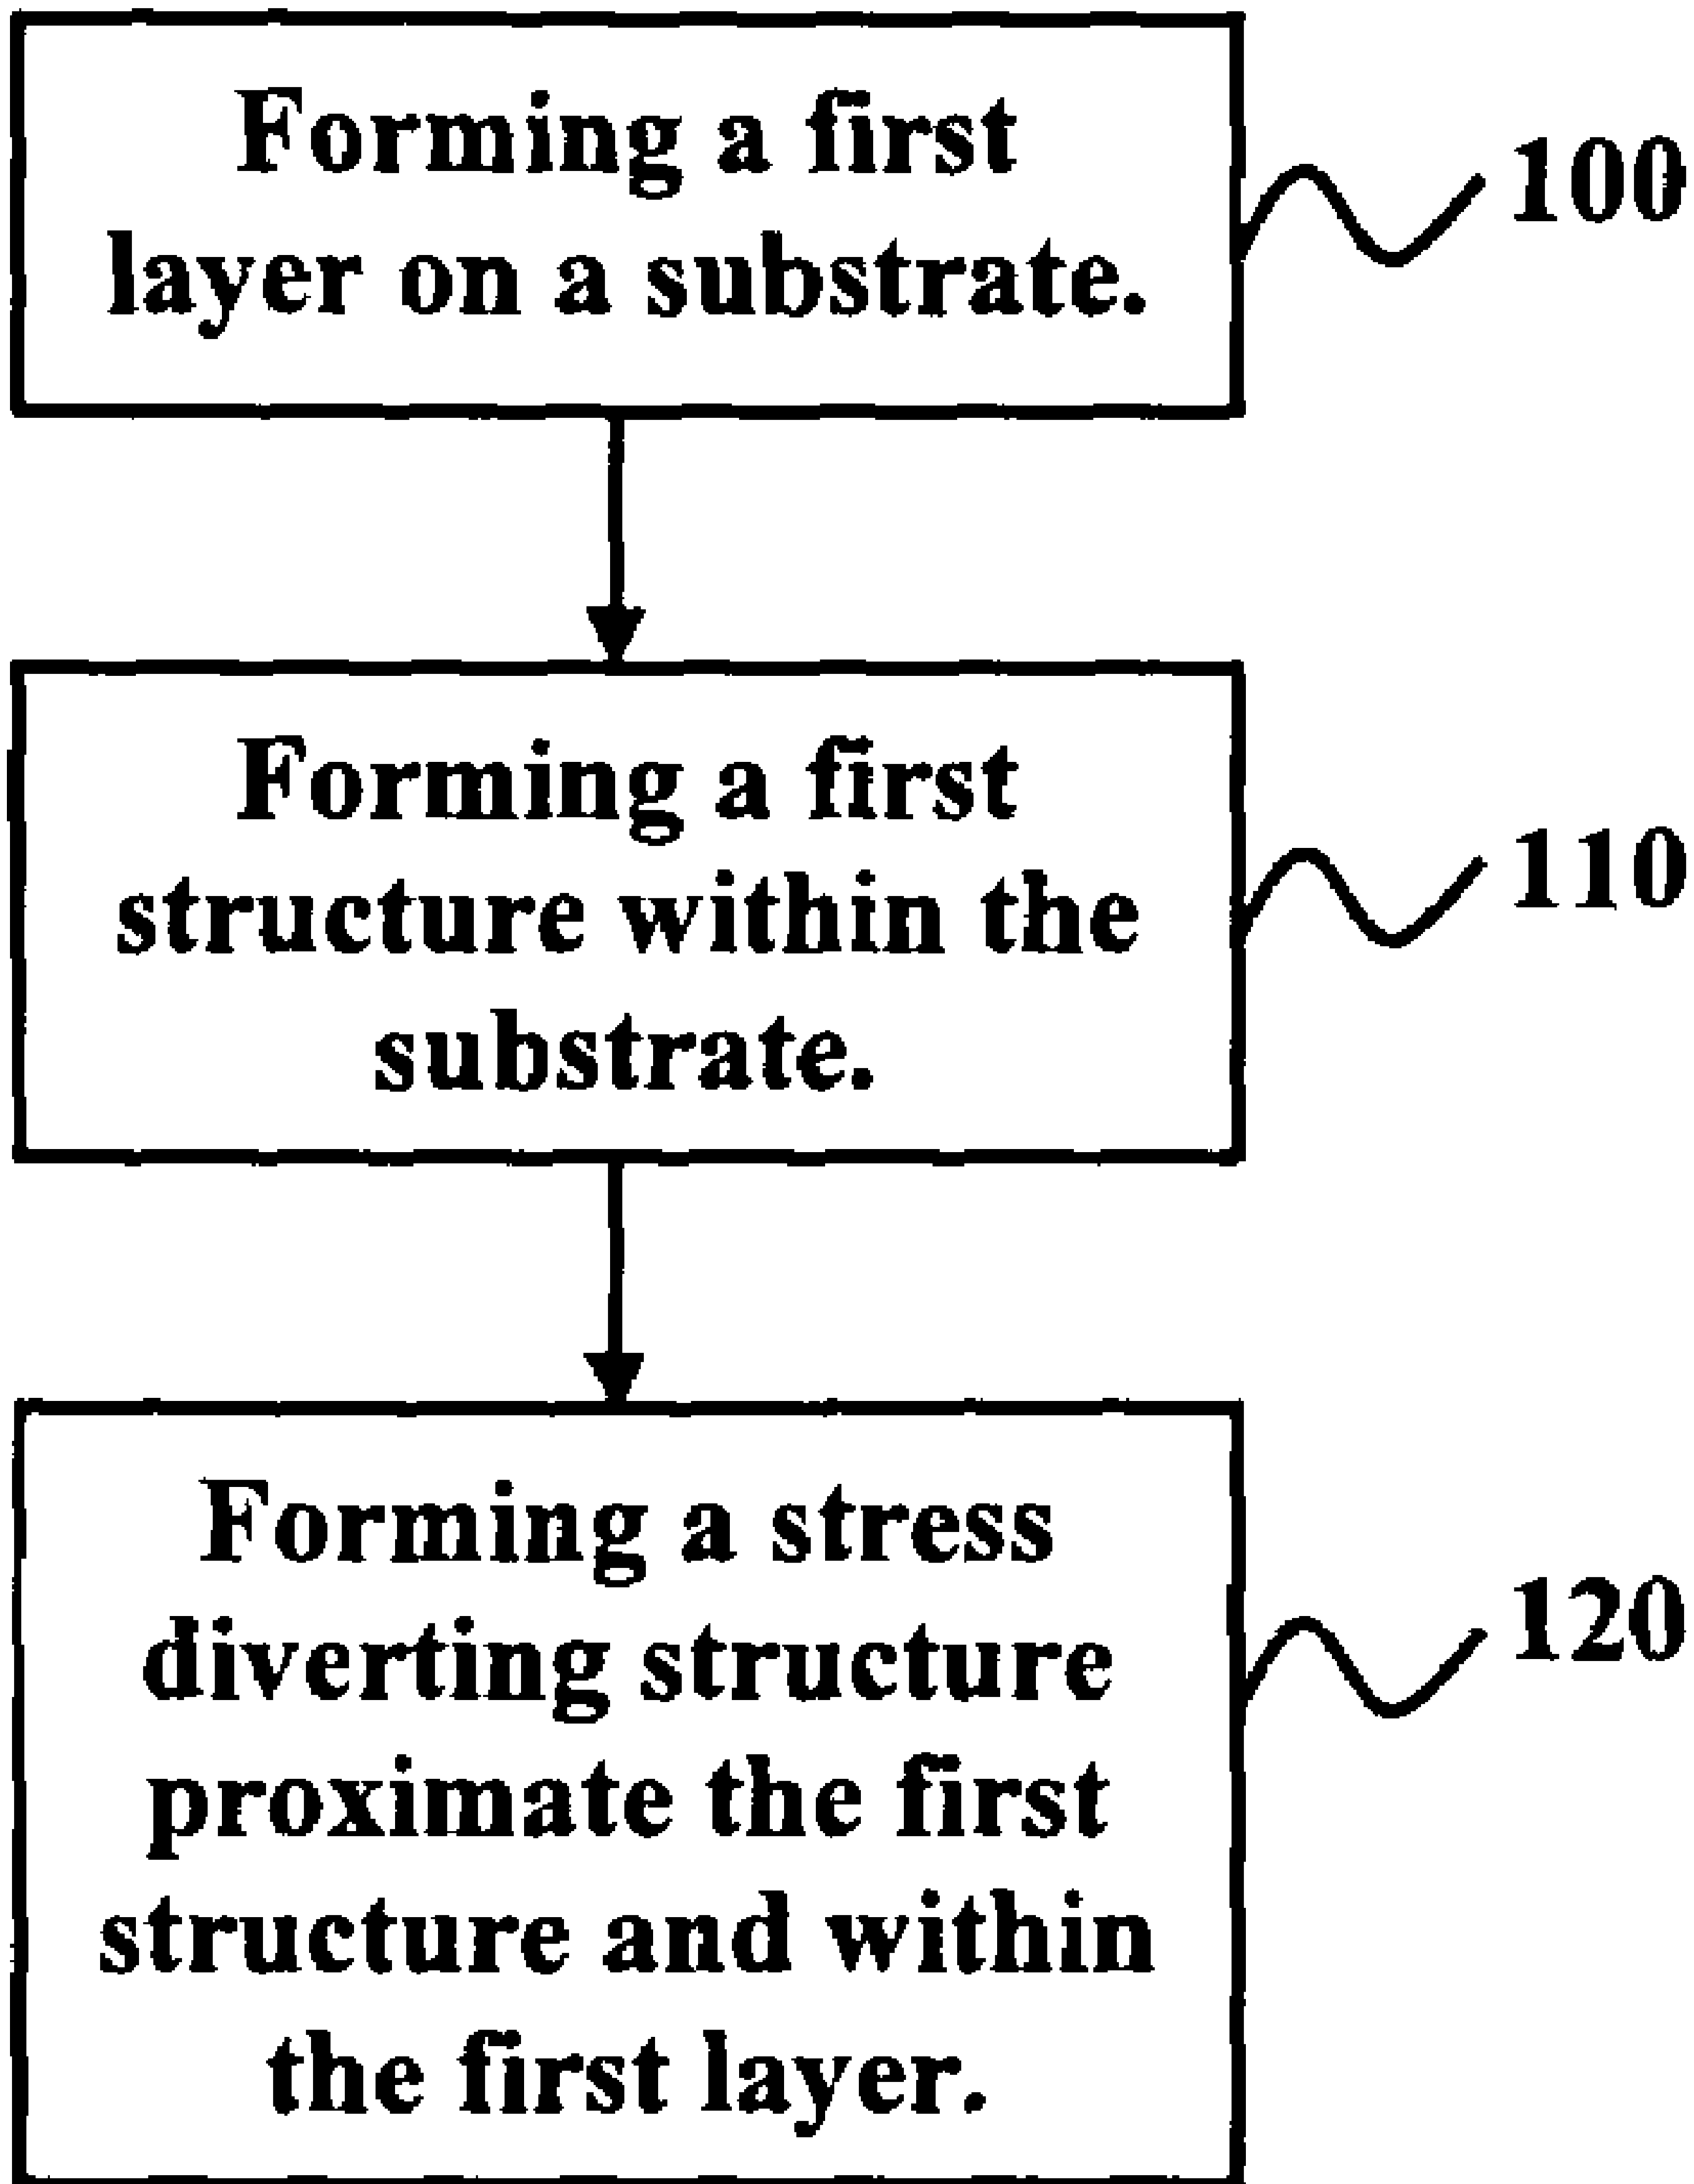 Forming a first
layer on a substrate.
100
Forming a first
structure within the
substrate.
110
Forming a stress
diverting structure
proximate the first
structure and within
the first layer.
120